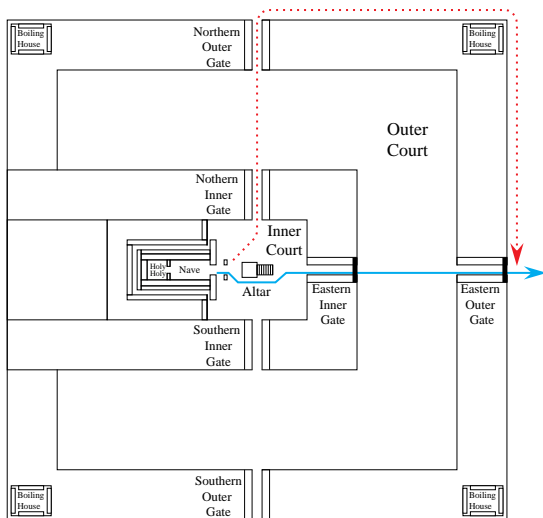 Boiling
House
Northern
Outer
Gate
Boiling
House
Outer
Court
Nothern
Inner
Gate
Inner
Court
Holy
Holy
Nave
Altar
Eastern
Inner
Gate
Eastern
Outer
Gate
Southern
Inner
Gate
Southern
Outer
Gate
Boiling
House
Boiling
House